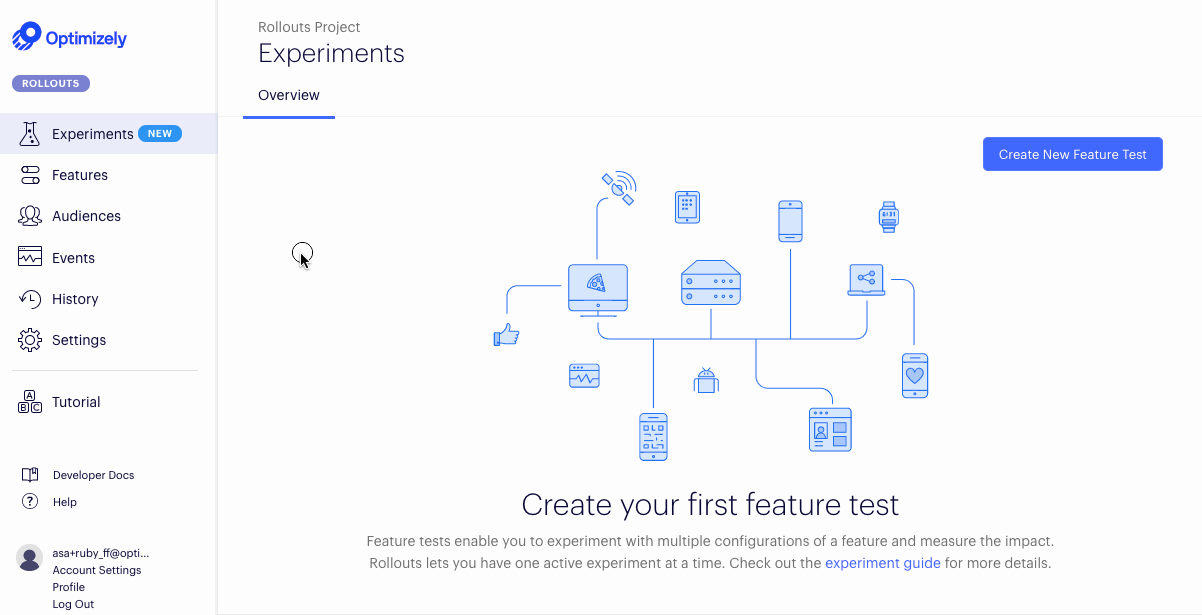 Optimizely
ROLLOUTS
Experiments NEW
Features
Audiences
Events
History
Settings
A
B C
Tutorial
Developer Docs
? Help
asa+ruby_ff@opti...
Account Settings
Profile
Log Out
Rollouts Project
Experiments
Overview
Create New Feature Test
Create your first feature test
Feature tests enable you to experiment with multiple configurations of a feature and measure the impact.
Rollouts lets you have one active experiment at a time. Check out the experiment guide for more details.